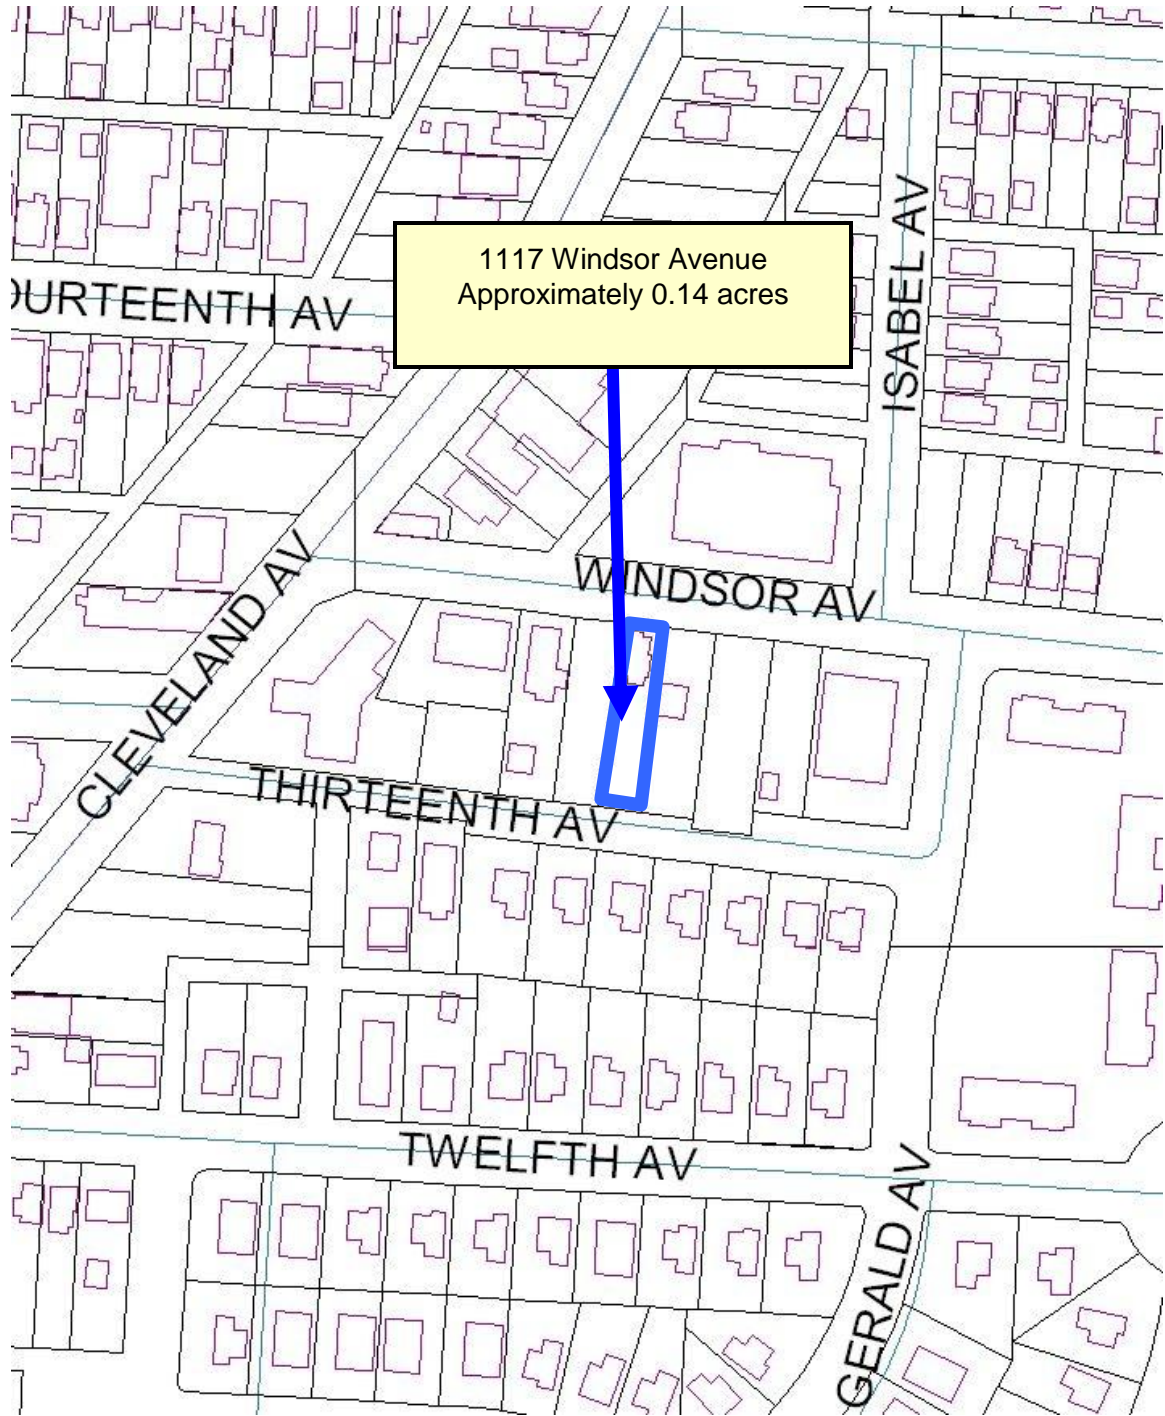 1117 Windsor Avenue
Approximately 0.14 acres
ISABEL AV
OURTEENTH AV
WINDSOR AV
CLEVELAND AV
THIRTEENTH AV
TWELFTH AV
GERALD AV